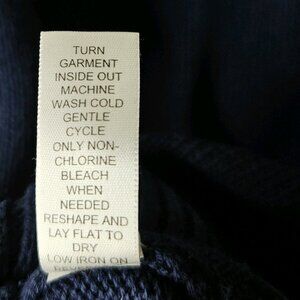 TURN
GARMENT
INSIDE OUT
MACHINE
WASH COLD
GENTLE
CYCLE
ONLY NON-
CHLORINE
BLEACH
WHEN
NEEDED
RESHAPE AND
LAY FLAT TO
DRY
LOW IRON ON